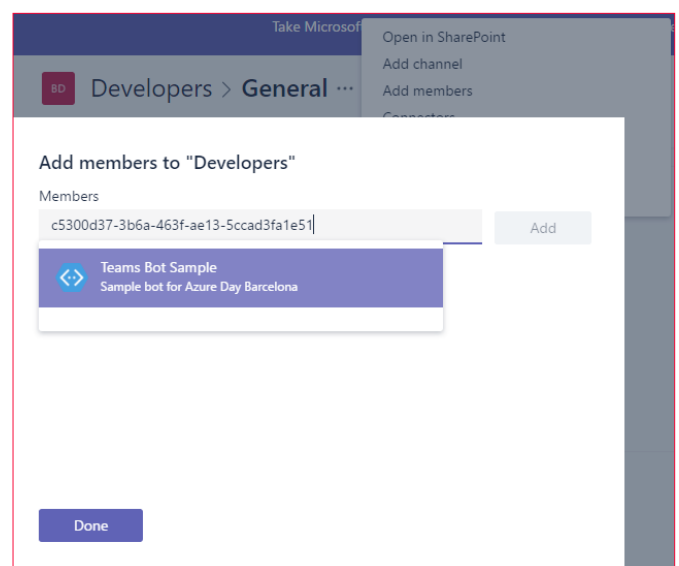 Take Microsof
Open in SharePoint
Add channel
BD Developers > General ...
Add members
Connectors
Add members to "Developers"
Members
c5300d37-3b6a-463f-ae13-5ccad3fa1e51
Add
Teams Bot Sample
Sample bot for Azure Day Barcelona
Done